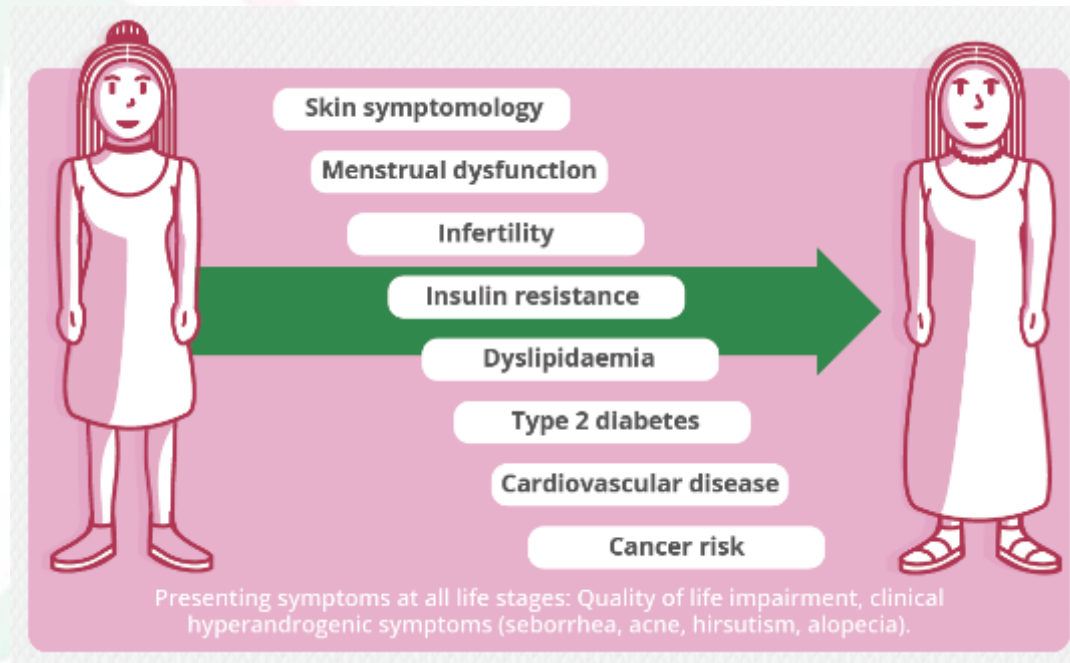 Skin symptomology
Menstrual dysfunction
Infertility
Insulin resistance
Dyslipidaemia
Type 2 diabetes
Cardiovascular disease
Cancer risk
Presenting symptoms at all life stages: Quality of life impairment, clinical
hyperandrogenic symptoms (seborrhea, acne, hirsutism, alopecia).